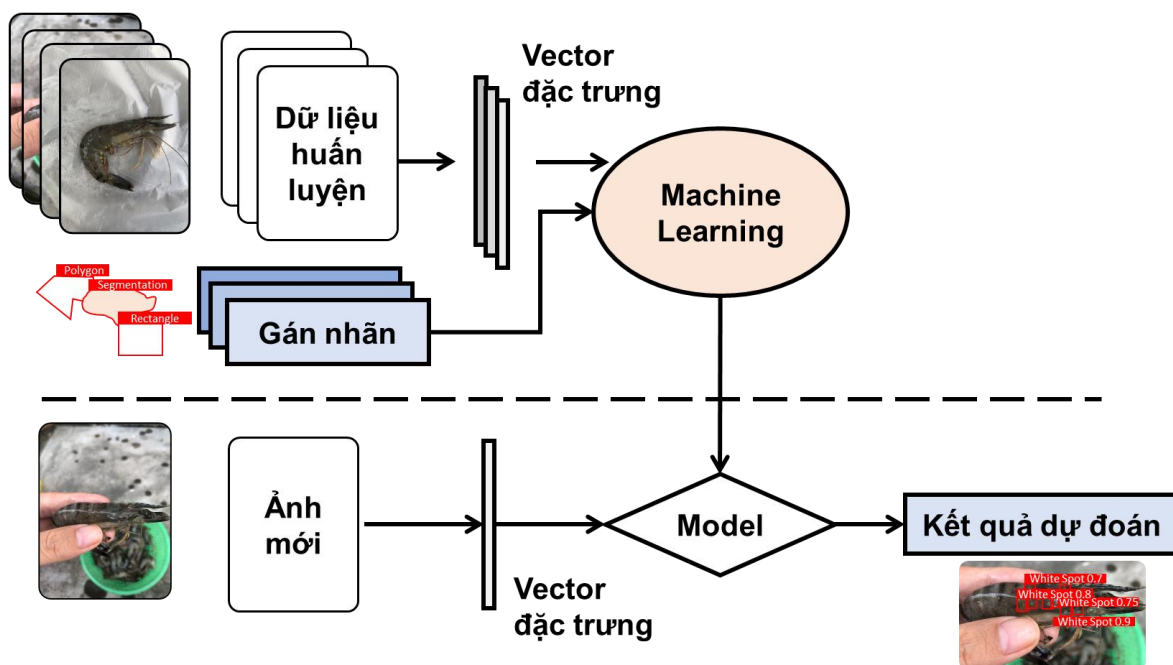 Vector
đặc trưng
Dữ liệu
huấn
luyện
Machine
Learning
Polygon
Segmentation
Rectangle
Gán nhãn
Ảnh
mới
Model
Kết quả dự đoán
Vector
đặc trưng
White Spot 0.7
White Spot 0.8
White Spot 0.75
White Spot 0.9